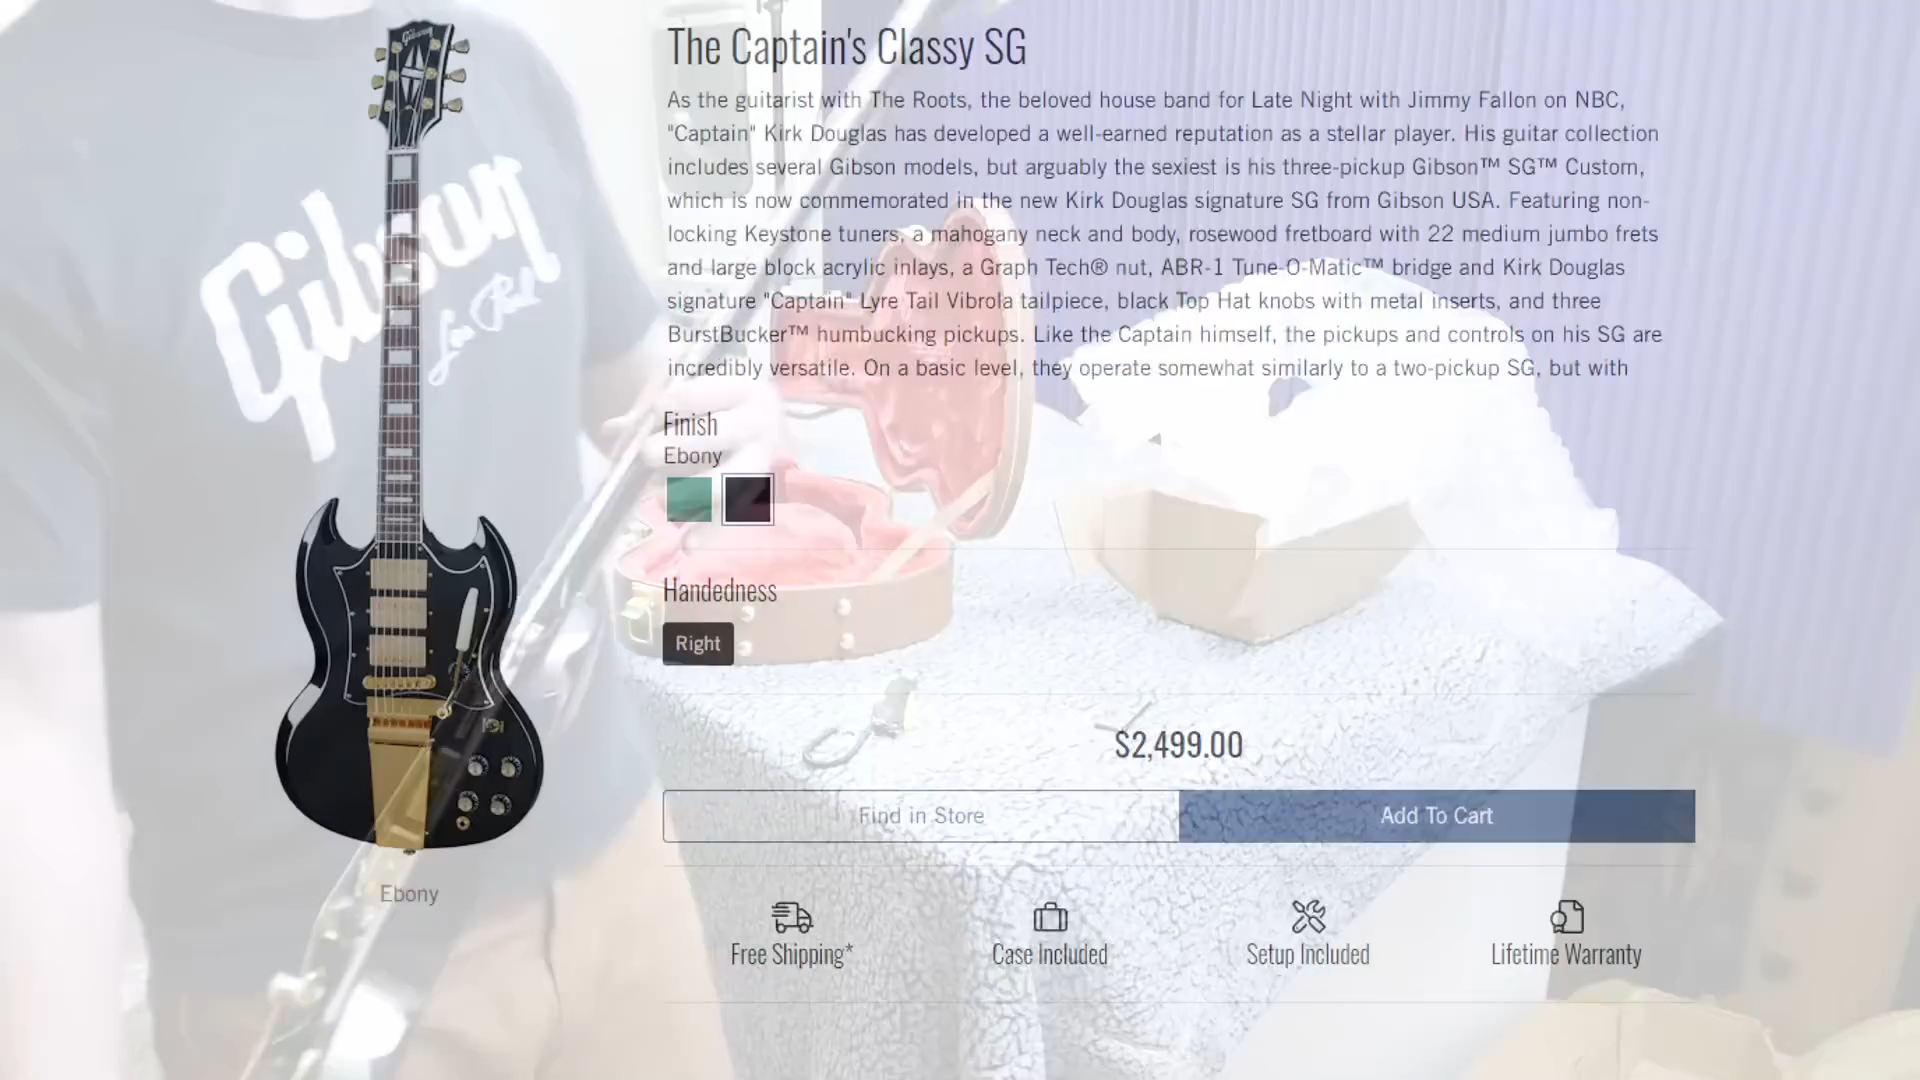 Gibson
Gibson
Les Paul
The Captain's Classy SG
As the guitarist with The Roots, the beloved house band for Late Night with Jimmy Fallon on NBC,
"Captain" Kirk Douglas has developed a well-earned reputation as a stellar player. His guitar collection
includes several Gibson models, but arguably the sexiest is his three-pickup Gibson™ SG™ Custom,
which is now commemorated in the new Kirk Douglas signature SG from Gibson USA. Featuring non-
locking Keystone tuners, a mahogany neck and body, rosewood fretboard with 22 medium jumbo frets
and large block acrylic inlays, a Graph Tech® nut, ABR-1 Tune-O-Matic™ bridge and Kirk Douglas
signature "Captain" Lyre Tail Vibrola tailpiece, black Top Hat knobs with metal inserts, and three
BurstBucker™ humbucking pickups. Like the Captain himself, the pickups and controls on his SG are
incredibly versatile. On a basic level, they operate somewhat similarly to a two-pickup SG, but with
Finish
Ebony
Handedness
Right
$2,499.00
Find in Store
Add To Cart
Ebony
Free Shipping*
Case Included
Setup Included
Lifetime Warranty